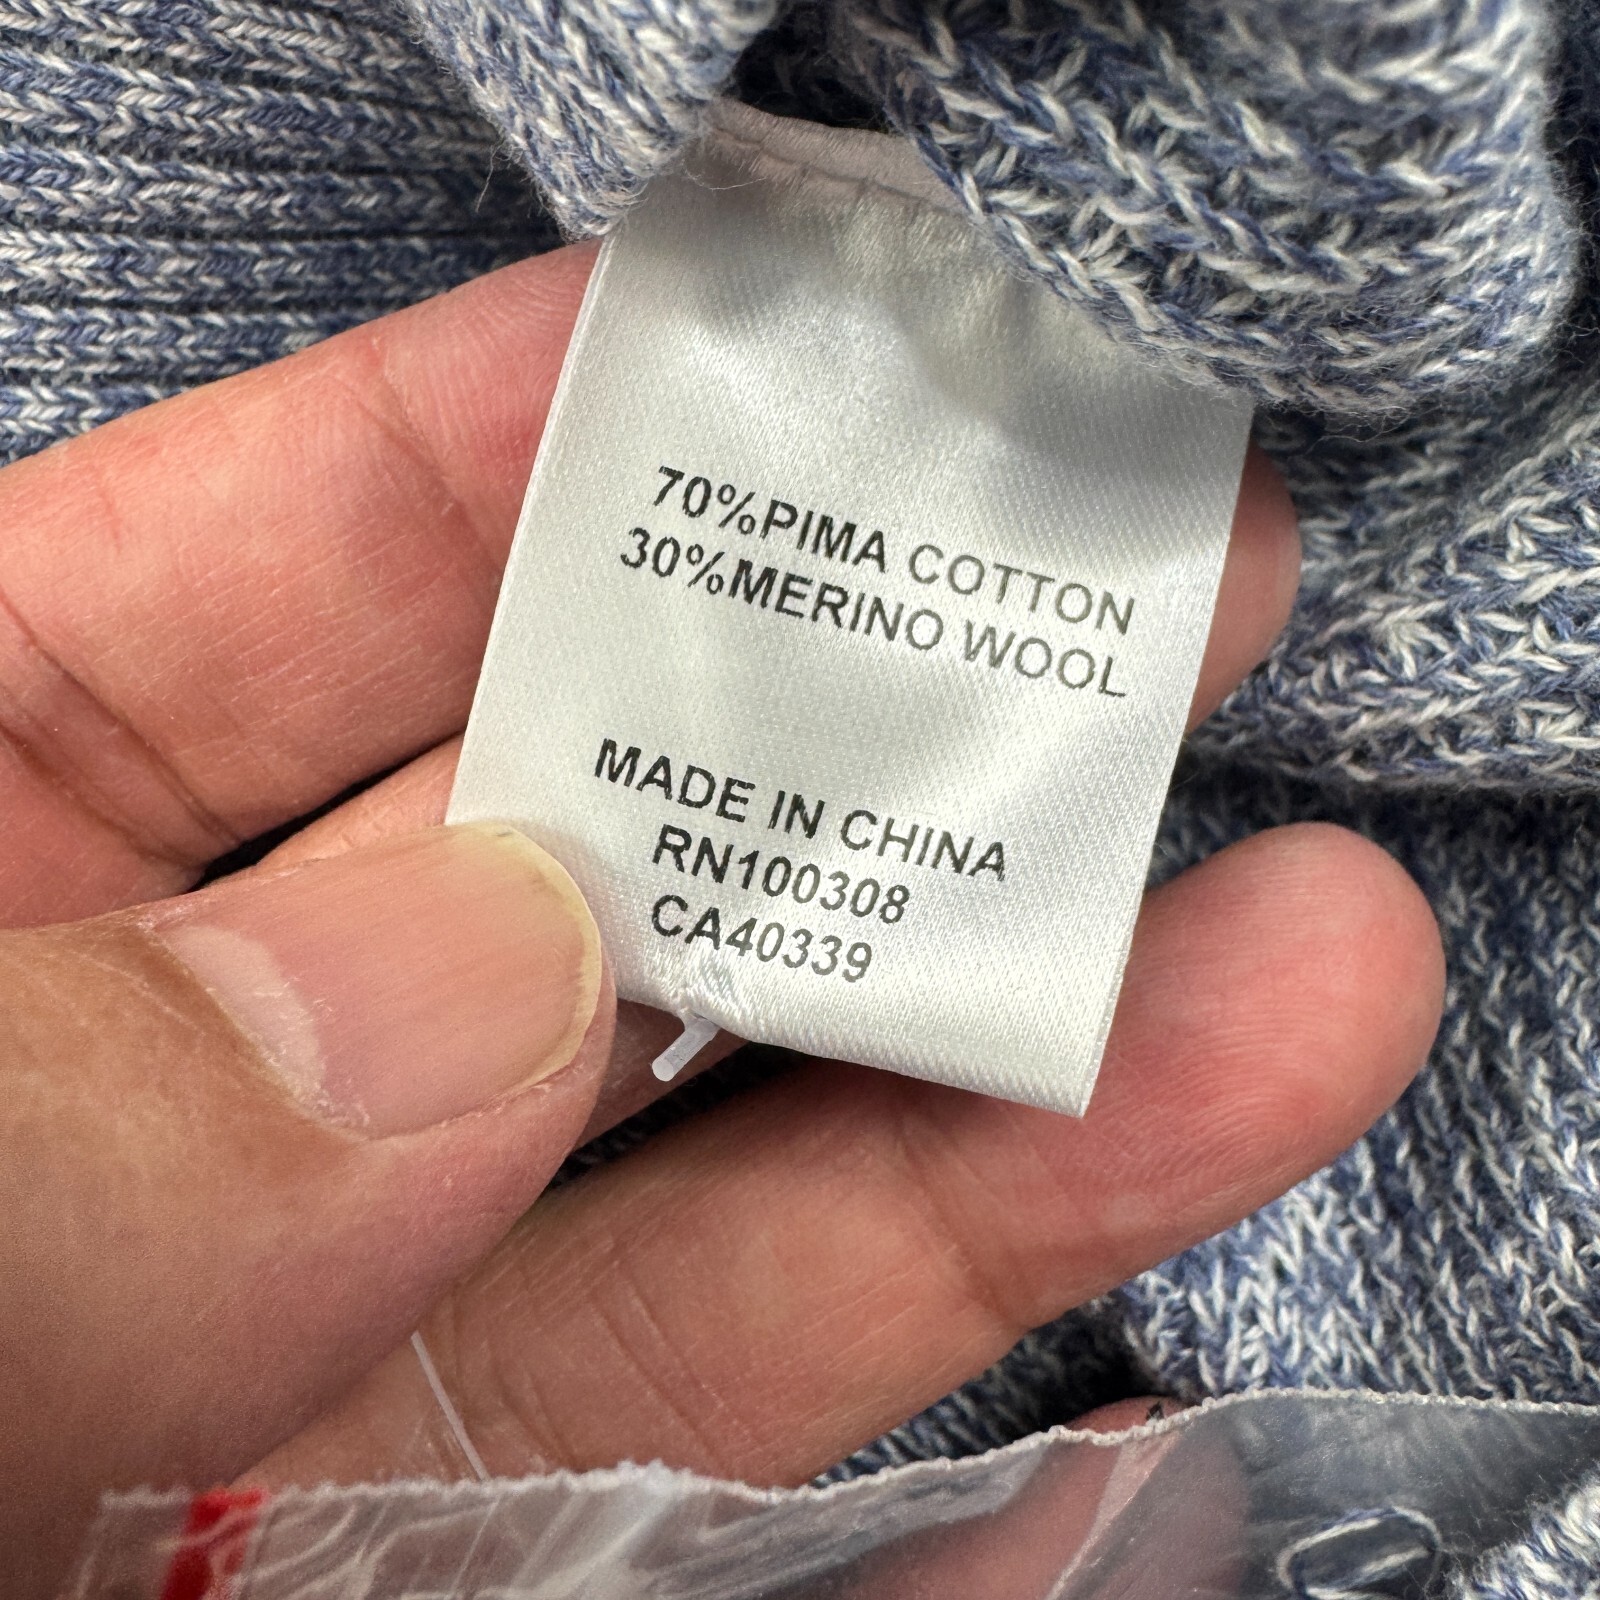 70%PIMA COTTON
30%MERINO WOOL
MADE IN CHINA
RN100308
CA40339